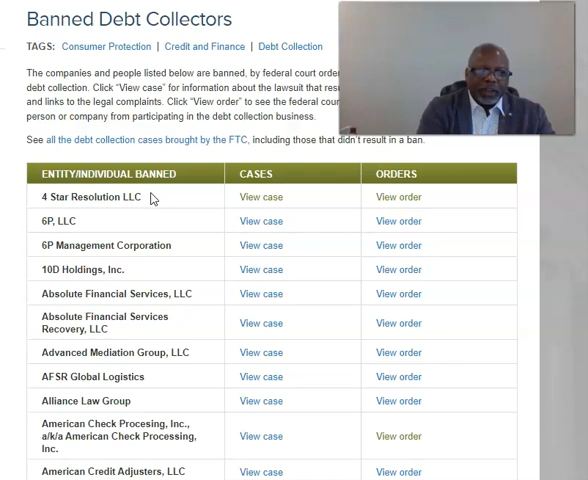 Banned Debt Collectors
TAGS: Consumer Protection | Credit and Finance | Debt Collection
The companies and people listed below are banned, by federal court order
debt collection. Click "View case" for information about the lawsuit that resu
and links to the legal complaints. Click "View order" to see the federal cour
person or company from participating in the debt collection business.
See all the debt collection cases brought by the FTC, including those that didn't result in a ban.
ENTITY/INDIVIDUAL BANNED CASES ORDERS
4 Star Resolution LLC View case View order
6P, LLC View case View order
6P Management Corporation View case View order
10D Holdings, Inc. View case View order
Absolute Financial Services, LLC View case View order
Absolute Financial Services
Recovery, LLC View case View order
Advanced Mediation Group, LLC View case View order
AFSR Global Logistics View case View order
Alliance Law Group View case View order
American Check Procesing, Inc.,
a/k/a American Check Processing, View case View order
Inc.
American Credit Adjusters, LLC View case View order